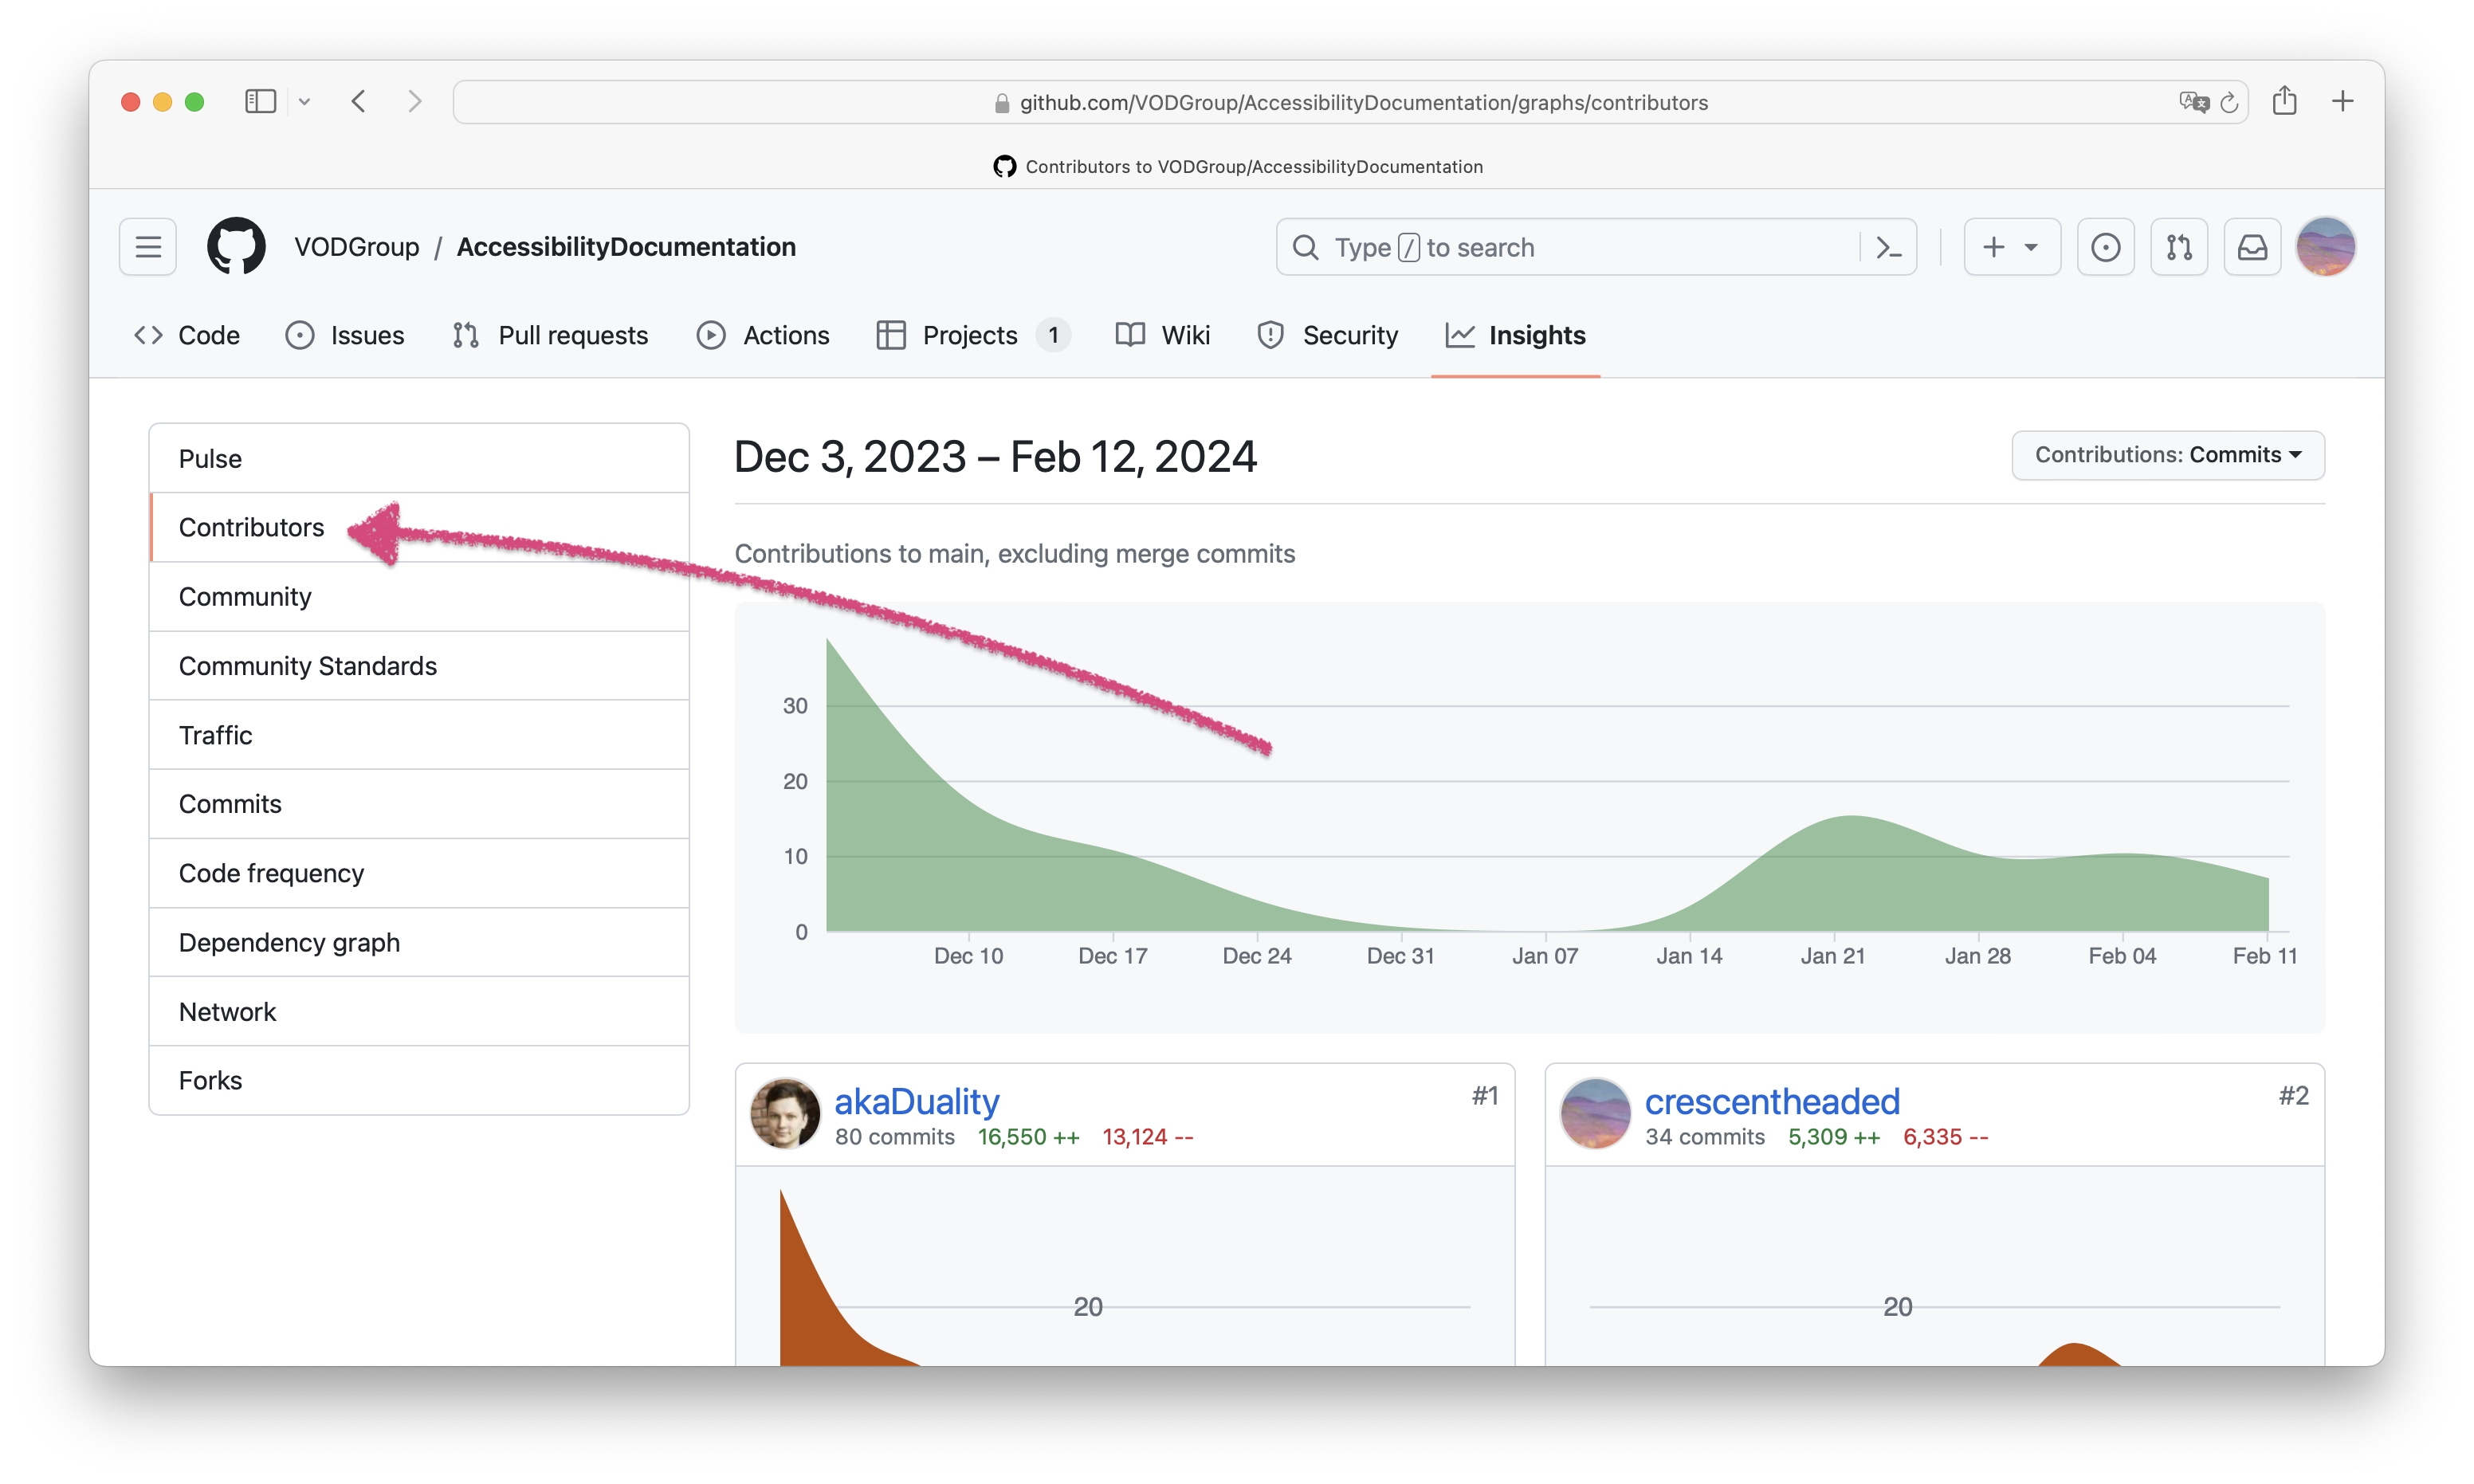 github.com/VODGroup/AccessibilityDocumentation/graphs/contributors
Contributors to VODGroup/AccessibilityDocumentation
VODGroup / AccessibilityDocumentation
Type / to search
Code Issues Pull requests Actions Projects 1 Wiki Security Insights
Pulse
Contributors
Community
Community Standards
Traffic
Commits
Code frequency
Dependency graph
Network
Forks
Dec 3, 2023 – Feb 12, 2024
Contributions: Commits
Contributions to main, excluding merge commits
30
20
10
0
Dec 10 Dec 17 Dec 24 Dec 31 Jan 07 Jan 14 Jan 21 Jan 28 Feb 04 Feb 11
akaDuality #1
80 commits 16,550 ++ 13,124 --
20
crescentheaded #2
34 commits 5,309 ++ 6,335 --
20